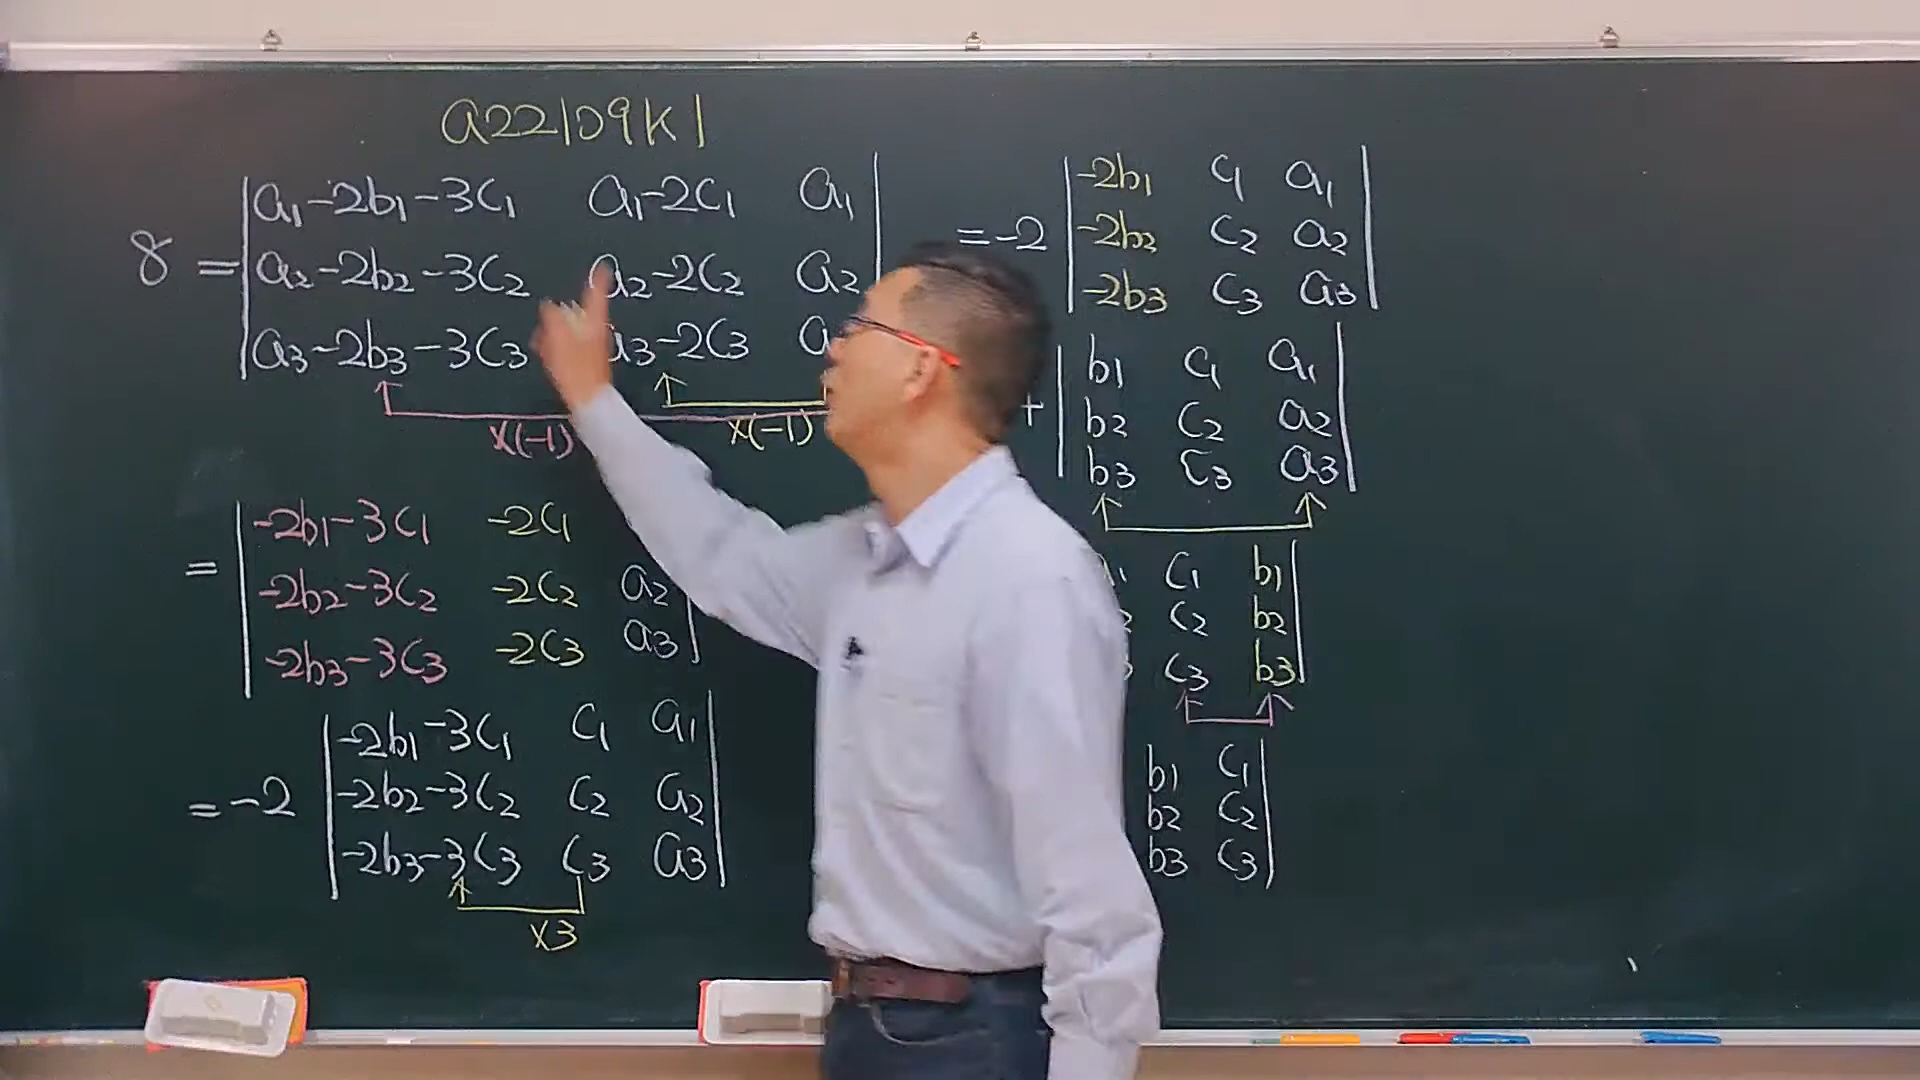 a22109k1
8 = | a₁-2b₁-3c₁ a₁-2c₁ a₁ |
| a₂-2b₂-3c₂ a₂-2c₂ a₂ |
| a₃-2b₃-3c₃ a₃-2c₃ |
x(-1) x(-1)
= | -2b₁-3c₁ -2c₁
| -2b₂-3c₂ -2c₂ a₂ |
| -2b₃-3c₃ -2c₃ a₃ |
= -2 | -2b₁-3c₁ c₁ a₁ |
| -2b₂-3c₂ c₂ a₂ |
| -2b₃-3c₃ c₃ a₃ |
x3
= -2 | -2b₁ c₁ a₁ |
| -2b₂ c₂ a₂ |
| -2b₃ c₃ a₃ |
| b₁ c₁ a₁ |
| b₂ c₂ a₂ |
| b₃ c₃ a₃ |
c₁ b₁ |
c₂ b₂ |
c₃ b₃ |
b₁ c₁ |
b₂ c₂ |
b₃ c₃ |